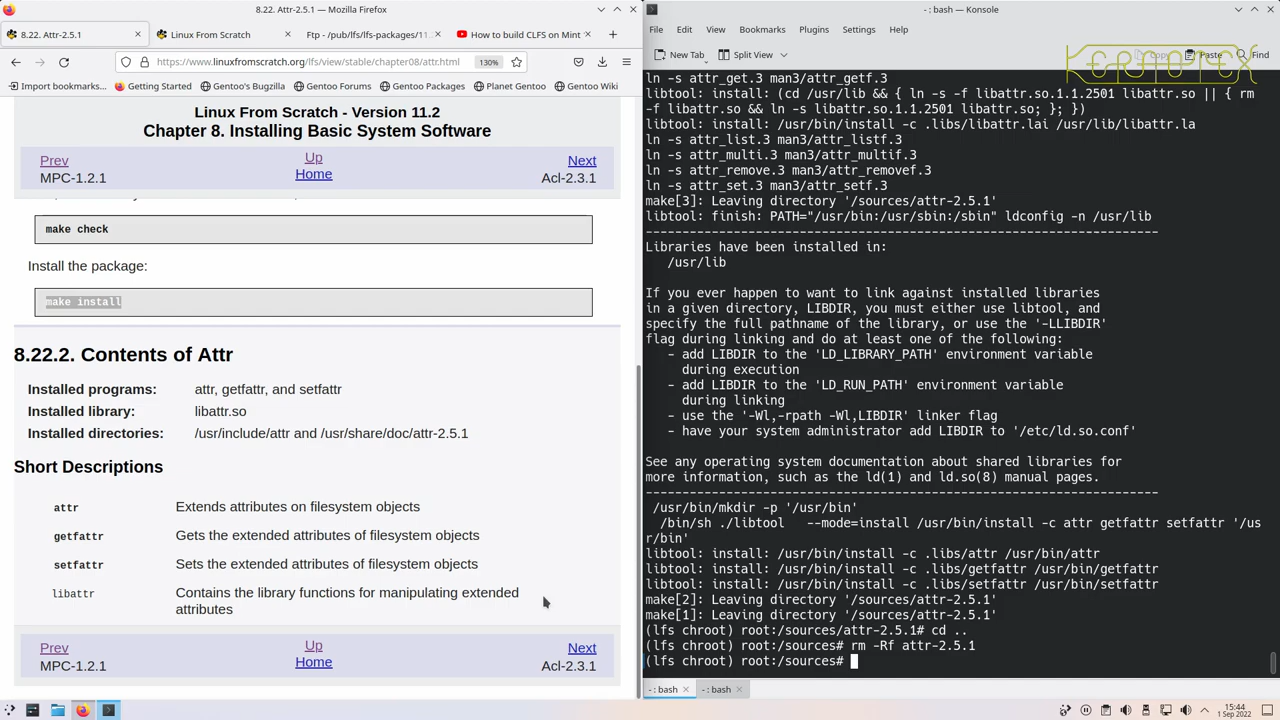 8.22. Attr-2.5.1 — Mozilla Firefox
8.22. Attr-2.5.1
Linux From Scratch
Ftp - /pub/lfs/lfs-packages/11.
How to build CLFS on Mint
https://www.linuxfromscratch.org/lfs/view/stable/chapter08/attr.html
Import bookmarks...
Getting Started
Gentoo's Bugzilla
Gentoo Forums
Gentoo Packages
Planet Gentoo
Gentoo Wiki
Linux From Scratch - Version 11.2
Chapter 8. Installing Basic System Software
Prev
Up
Next
MPC-1.2.1
Home
Acl-2.3.1
make check
Install the package:
make install
8.22.2. Contents of Attr
Installed programs: attr, getfattr, and setfattr
Installed library: libattr.so
Installed directories: /usr/include/attr and /usr/share/doc/attr-2.5.1
Short Descriptions
attr Extends attributes on filesystem objects
getfattr Gets the extended attributes of filesystem objects
setfattr Sets the extended attributes of filesystem objects
libattr Contains the library functions for manipulating extended
attributes
Prev
Up
Next
MPC-1.2.1
Home
Acl-2.3.1
- : bash — Konsole
File Edit View Bookmarks Plugins Settings Help
New Tab Split View Copy Paste Find
ln -s attr_get.3 man3/attr_getf.3
libtool: install: (cd /usr/lib && { ln -s -f libattr.so.1.1.2501 libattr.so || { rm
-f libattr.so && ln -s libattr.so.1.1.2501 libattr.so; }; })
libtool: install: /usr/bin/install -c .libs/libattr.lai /usr/lib/libattr.la
ln -s attr_list.3 man3/attr_listf.3
ln -s attr_multi.3 man3/attr_multif.3
ln -s attr_remove.3 man3/attr_removef.3
ln -s attr_set.3 man3/attr_setf.3
make[3]: Leaving directory '/sources/attr-2.5.1'
libtool: finish: PATH="/usr/bin:/usr/sbin:/sbin" ldconfig -n /usr/lib
----------------------------------------------------------------------
Libraries have been installed in:
/usr/lib
If you ever happen to want to link against installed libraries
in a given directory, LIBDIR, you must either use libtool, and
specify the full pathname of the library, or use the '-LLIBDIR'
flag during linking and do at least one of the following:
- add LIBDIR to the 'LD_LIBRARY_PATH' environment variable
during execution
- add LIBDIR to the 'LD_RUN_PATH' environment variable
during linking
- use the '-Wl,-rpath -Wl,LIBDIR' linker flag
- have your system administrator add LIBDIR to '/etc/ld.so.conf'
See any operating system documentation about shared libraries for
more information, such as the ld(1) and ld.so(8) manual pages.
----------------------------------------------------------------------
/usr/bin/mkdir -p '/usr/bin'
/bin/sh ./libtool --mode=install /usr/bin/install -c attr getfattr setfattr '/us
r/bin'
libtool: install: /usr/bin/install -c .libs/attr /usr/bin/attr
libtool: install: /usr/bin/install -c .libs/getfattr /usr/bin/getfattr
libtool: install: /usr/bin/install -c .libs/setfattr /usr/bin/setfattr
make[2]: Leaving directory '/sources/attr-2.5.1'
make[1]: Leaving directory '/sources/attr-2.5.1'
(lfs chroot) root:/sources/attr-2.5.1# cd ..
(lfs chroot) root:/sources# rm -Rf attr-2.5.1
(lfs chroot) root:/sources#
- : bash
- : bash
15:44
1 Sep 2022